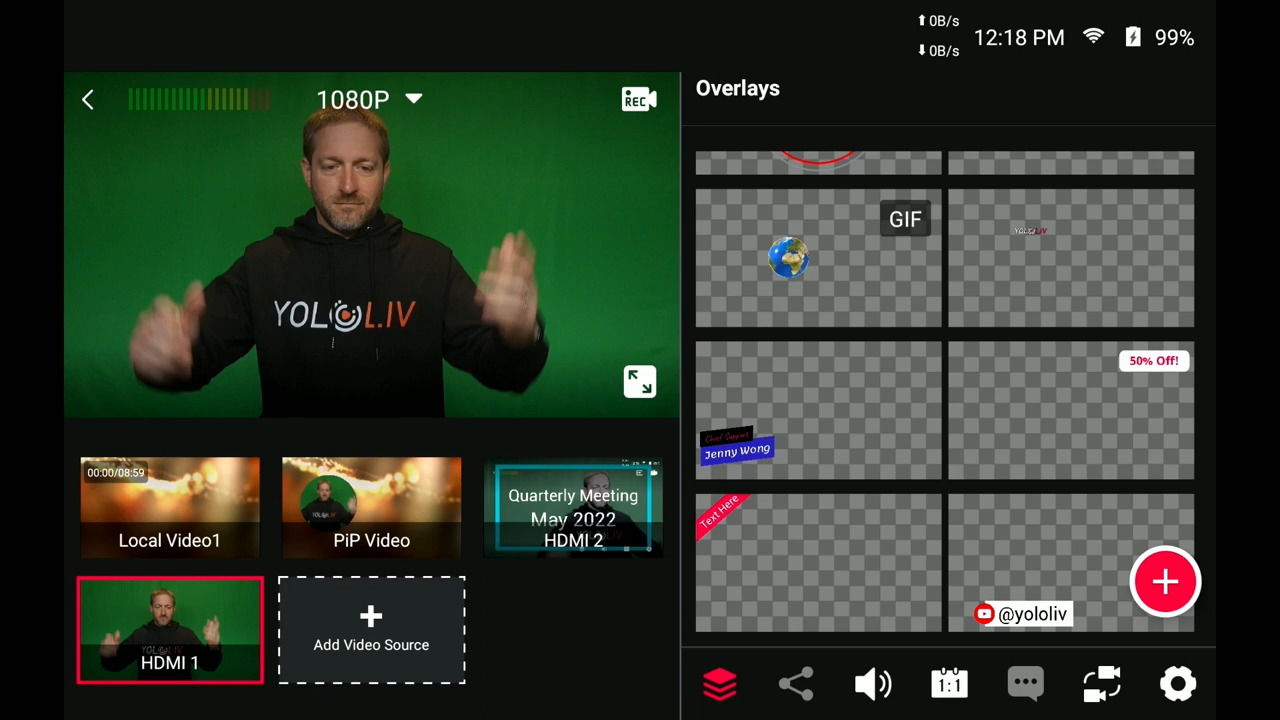 0B/s
0B/s
12:18 PM
99%
1080P
REC
Overlays
YOLOLIV
GIF
YOLOLIV
50% Off!
Chief Support
Jenny Wong
Text Here
@yololiv
00:00/08:59
Local Video1
PiP Video
Quarterly Meeting
May 2022
HDMI 2
HDMI 1
Add Video Source
1:1